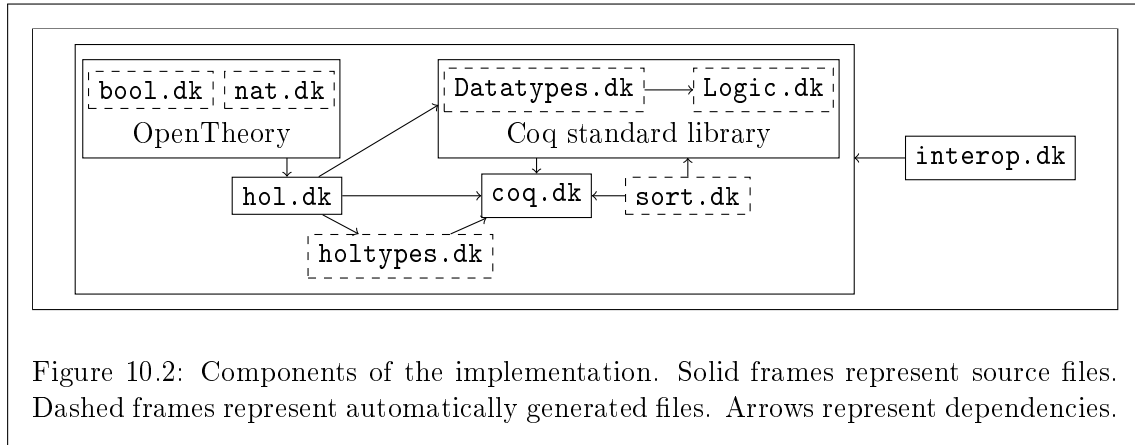 bool.dk nat.dk Datatypes.dk Logic.dk
OpenTheory Coq standard library
interop.dk
hol.dk coq.dk sort.dk
holtypes.dk
Figure 10.2: Components of the implementation. Solid frames represent source files.
Dashed frames represent automatically generated files. Arrows represent dependencies.